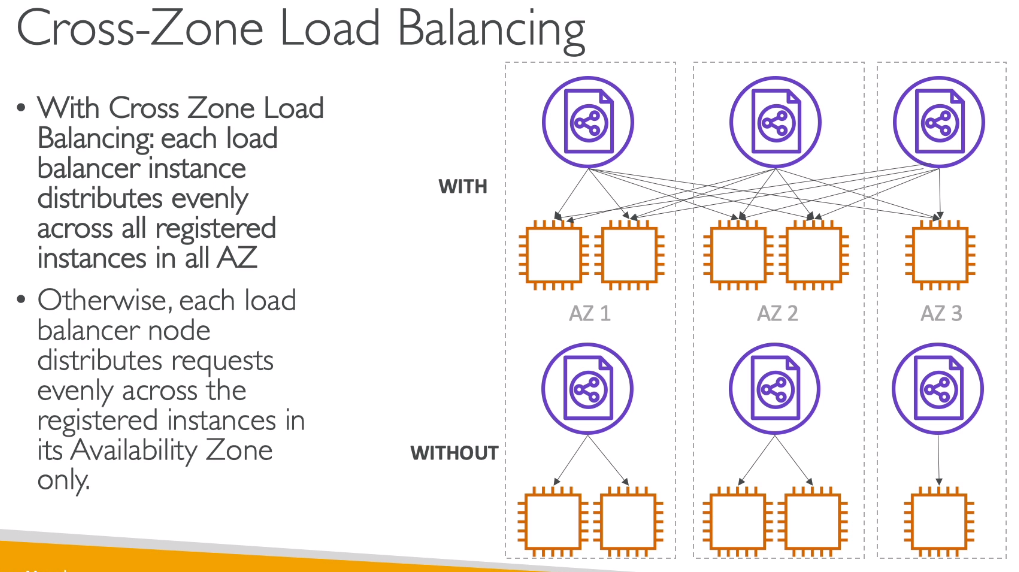 Cross-Zone Load Balancing
• With Cross Zone Load
Balancing: each load
balancer instance
distributes evenly
across all registered
instances in all AZ
• Otherwise, each load
balancer node
distributes requests
evenly across the
registered instances in
its Availability Zone
only.
WITH
AZ 1
AZ 2
AZ 3
WITHOUT